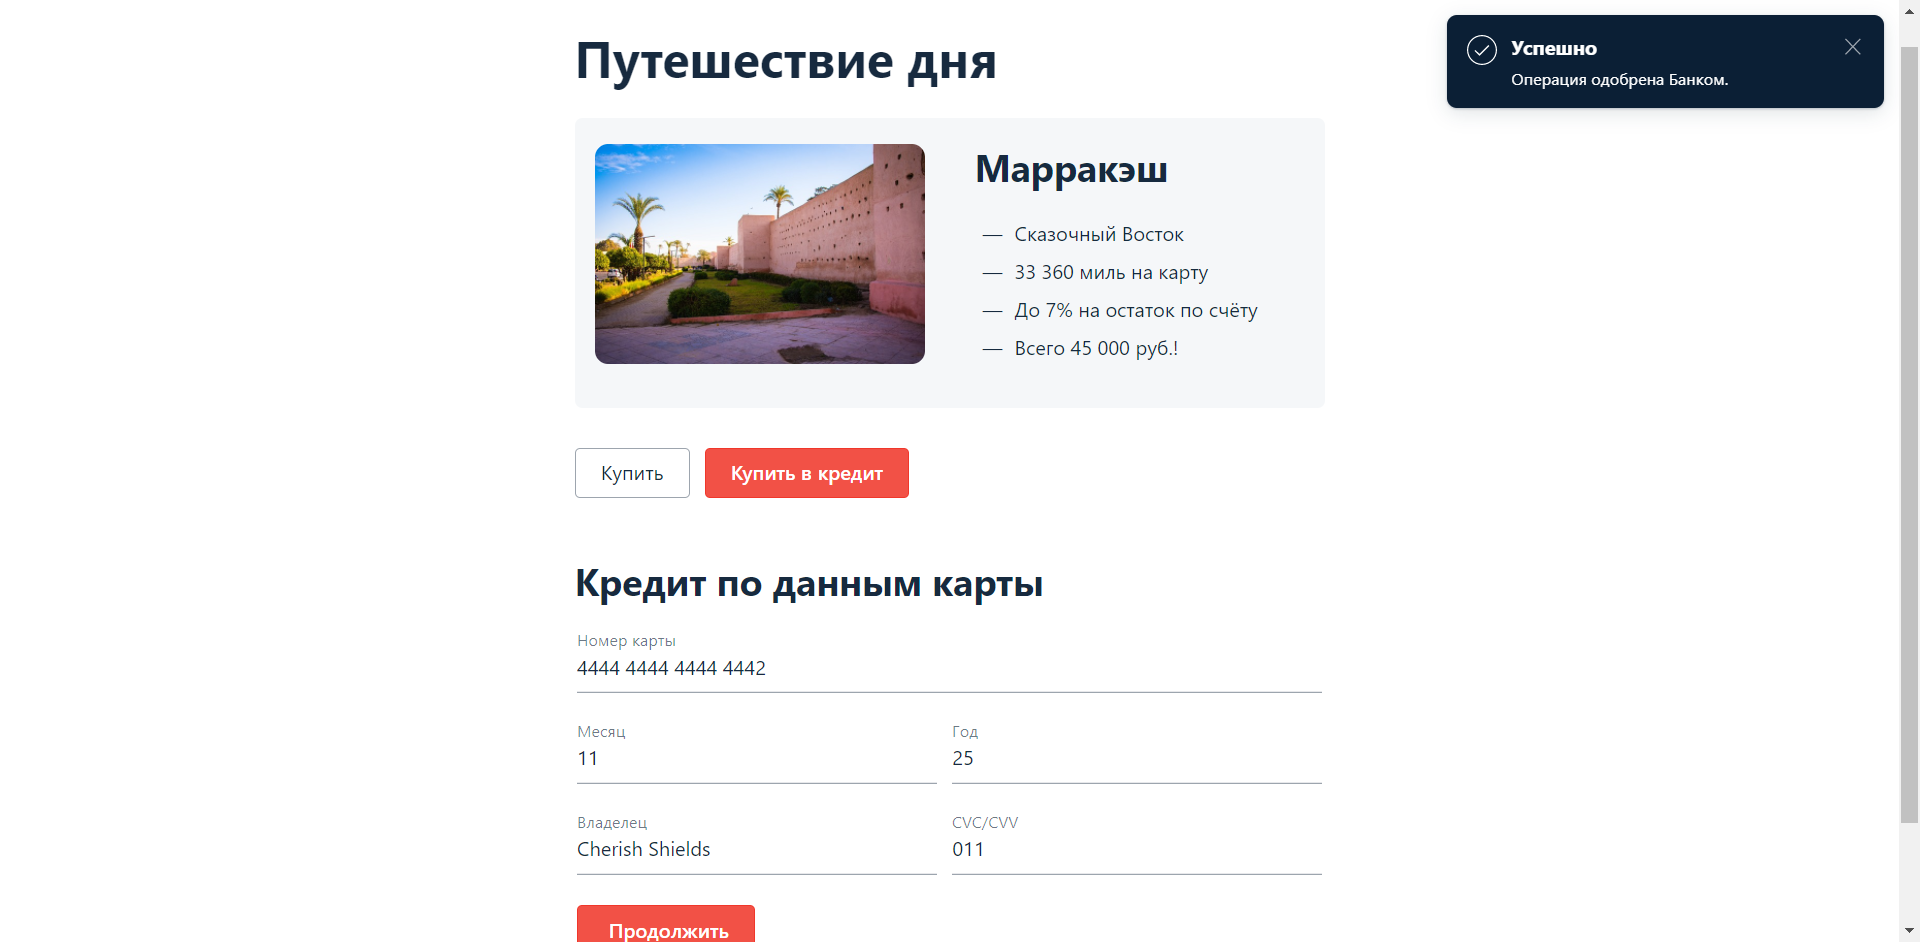 Путешествие дня
Успешно
Операция одобрена Банком.
Марракэш
— Сказочный Восток
— 33 360 миль на карту
— До 7% на остаток по счёту
— Всего 45 000 руб.!
Купить
Купить в кредит
Кредит по данным карты
Номер карты
4444 4444 4444 4442
Месяц
Год
11
25
Владелец
CVC/CVV
Cherish Shields
011
Продолжить